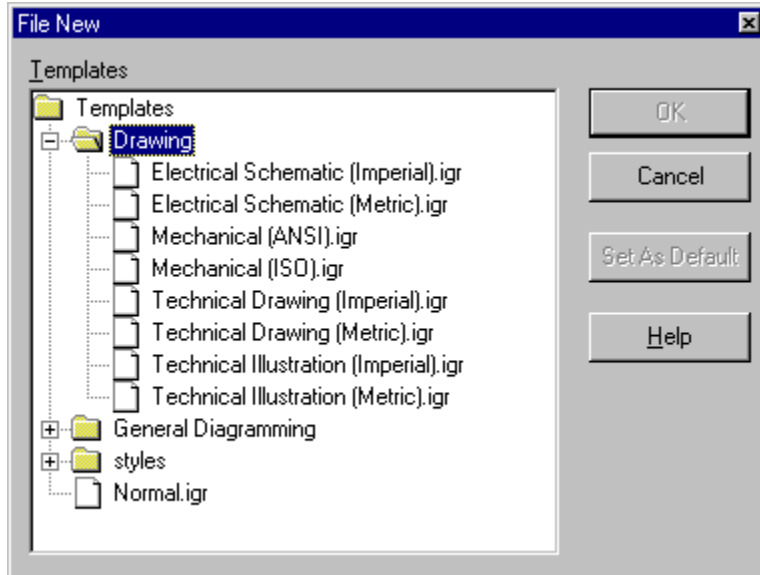 File New
Templates
Templates
Drawing
Electrical Schematic (Imperial).igr
Electrical Schematic (Metric).igr
Mechanical (ANSI).igr
Mechanical (ISO).igr
Technical Drawing (Imperial).igr
Technical Drawing (Metric).igr
Technical Illustration (Imperial).igr
Technical Illustration (Metric).igr
General Diagramming
styles
Normal.igr
OK
Cancel
Set As Default
Help